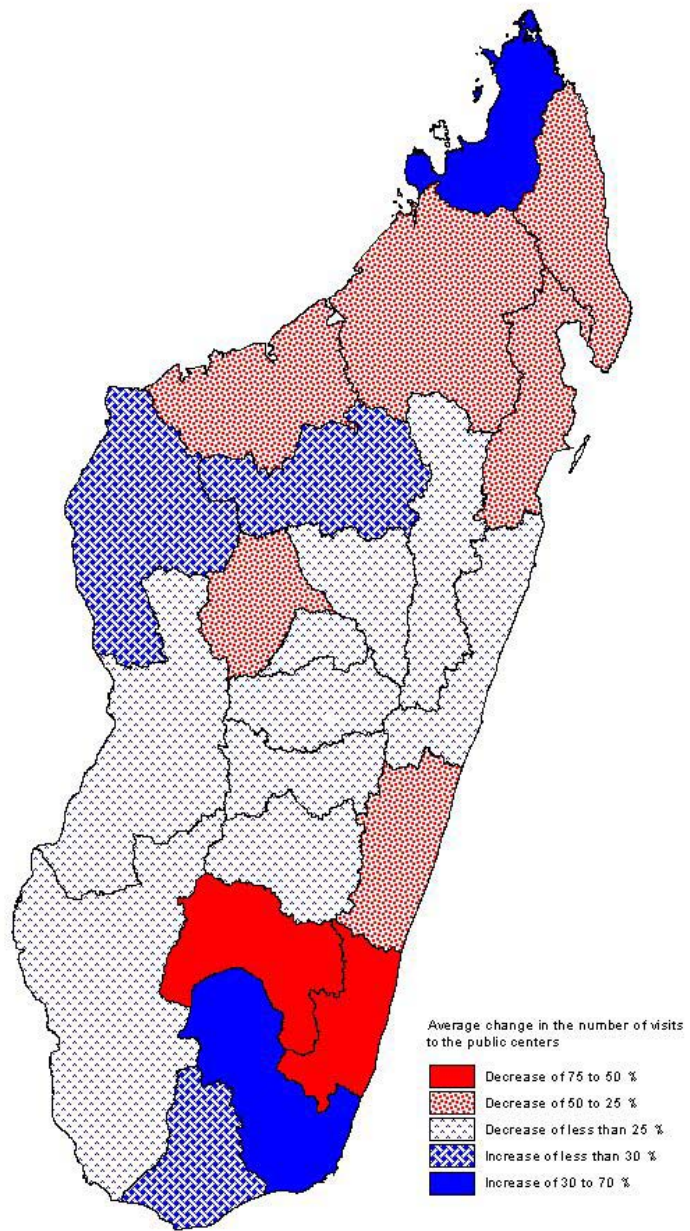 Average change in the number of visits
to the public centers
Decrease of 75 to 50 %
Decrease of 50 to 25 %
Decrease of less than 25 %
Increase of less than 30 %
Increase of 30 to 70 %